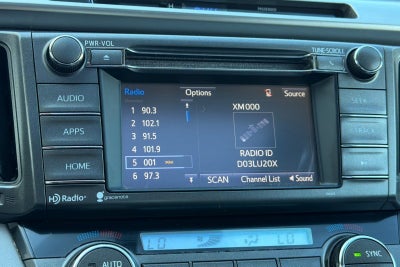 PWR•VOL
TUNE•SCROLL
AUDIO
APPS
HOME
Radio
Options
Source
1 90.3
2 102.1
3 91.5
4 101.9
5 001
6 97.3
XM000
RADIO ID
D03LU20X
SCAN
Channel List
Sound
SEEK
TRACK
HD Radio
gracenote
LO
LO
AUTO
SYNC